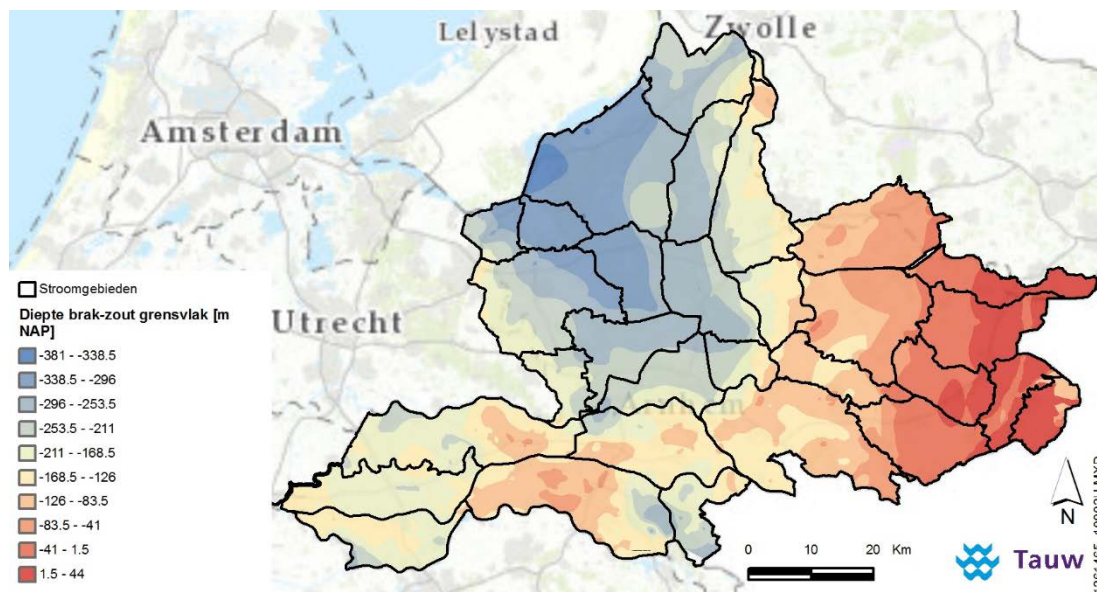 Lelystad
Zwolle
Amsterdam
Utrecht
Arnhem
Stroomgebieden
Diepte brak-zout grensvlak [m
NAP]
-381 - -338.5
-338.5 - -296
-296 - -253.5
-253.5 - -211
-211 - -168.5
-168.5 - -126
-126 - -83.5
-83.5 - -41
-41 - 1.5
1.5 - 44
0 10 20 Km
N
Tauw